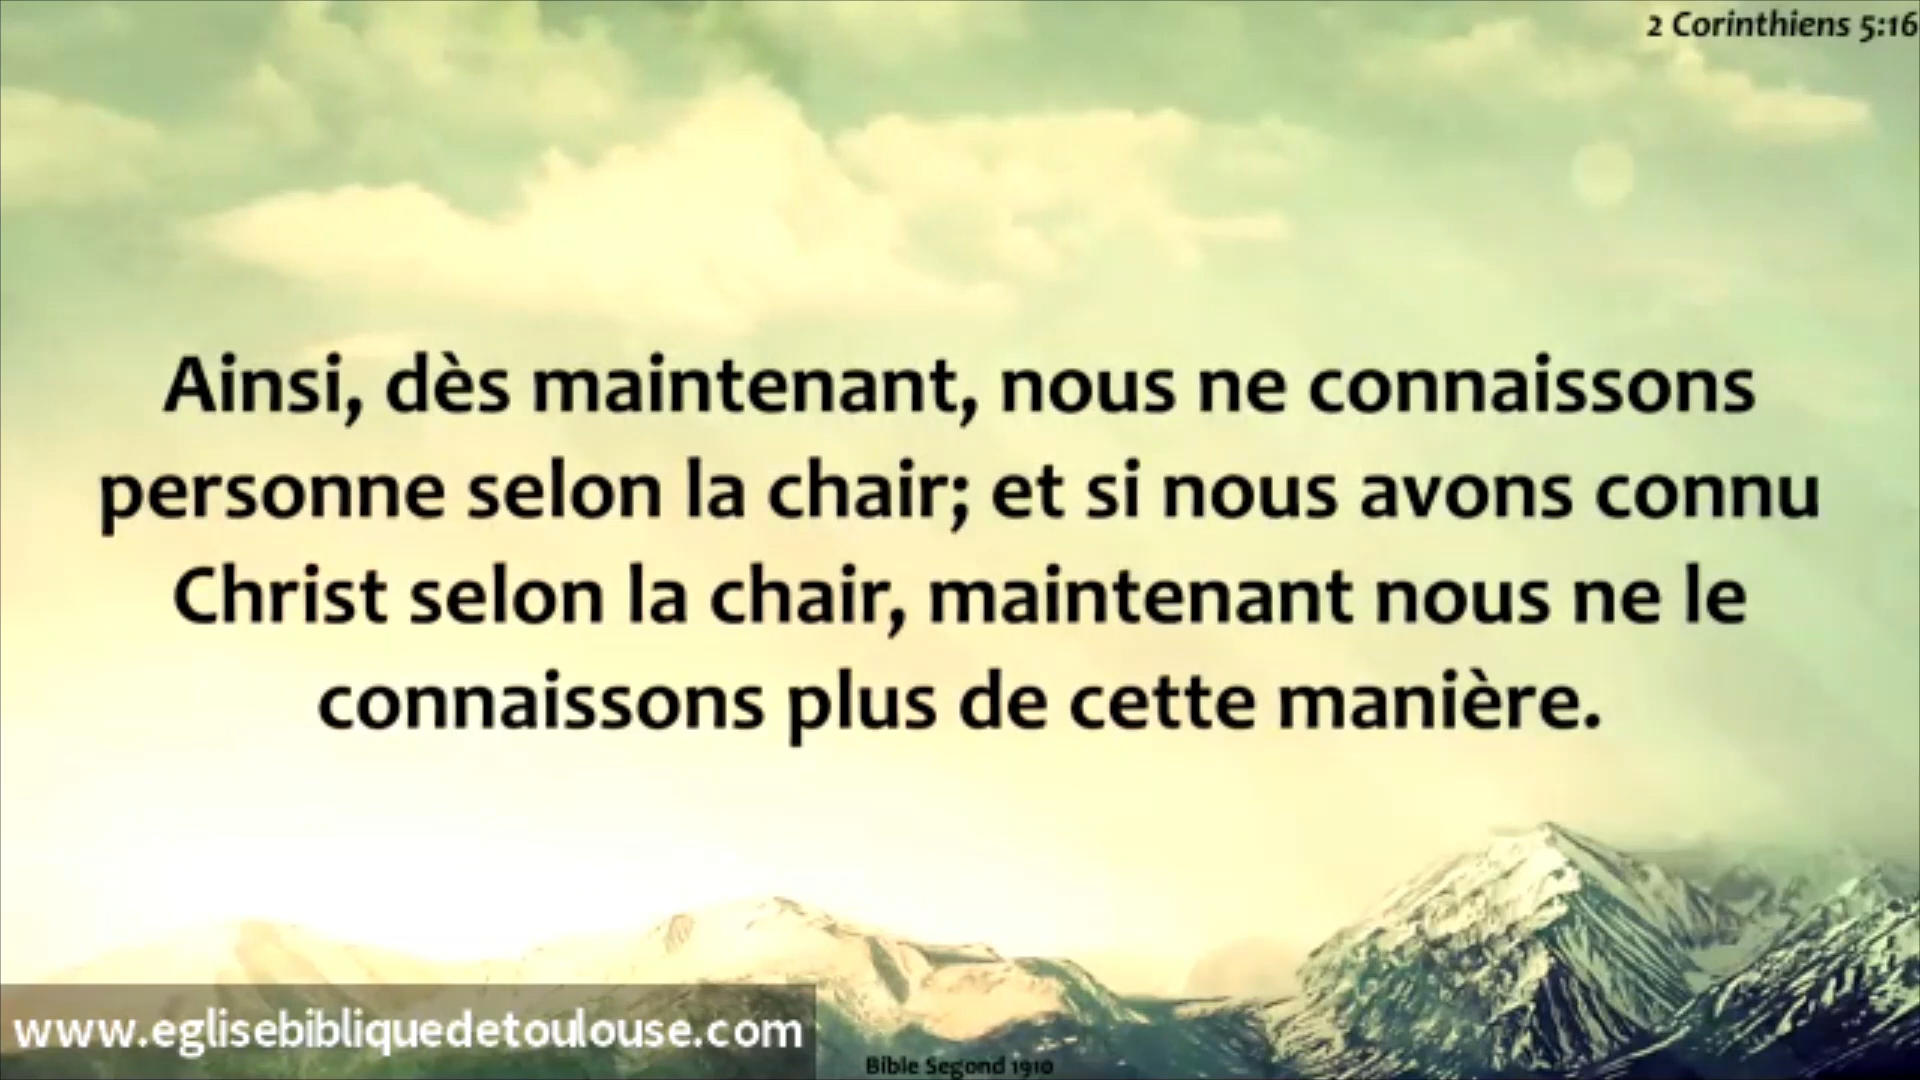 2 Corinthiens 5:16
Ainsi, dès maintenant, nous ne connaissons
personne selon la chair; et si nous avons connu
Christ selon la chair, maintenant nous ne le
connaissons plus de cette manière.
www.eglisebibliquedetoulouse.com
Bible Segond 1910